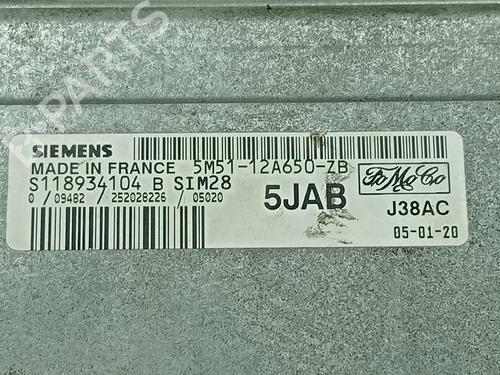 B-PARTS
SIEMENS
MADE IN FRANCE 5M51-12A650-ZB
S118934104 B SIM28
0 / 09482 / 252028226 / 05020
5JAB
FoMoCo
J38AC
05-01-20